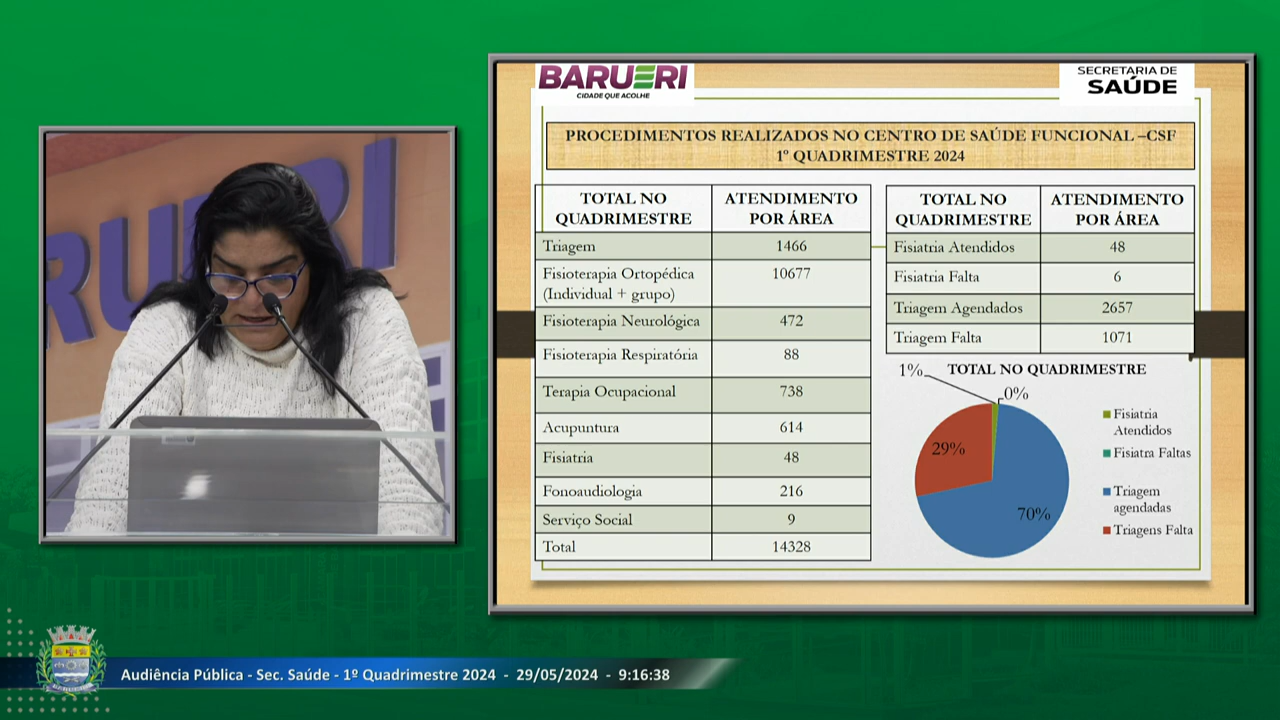 RUERI
BARUERI
CIDADE QUE ACOLHE
SECRETARIA DE
SAÚDE
PROCEDIMENTOS REALIZADOS NO CENTRO DE SAÚDE FUNCIONAL –CSF
1º QUADRIMESTRE 2024
TOTAL NO QUADRIMESTRE ATENDIMENTO POR ÁREA
Triagem 1466
Fisioterapia Ortopédica (Individual + grupo) 10677
Fisioterapia Neurológica 472
Fisioterapia Respiratória 88
Terapia Ocupacional 738
Acupuntura 614
Fisiatria 48
Fonoaudiologia 216
Serviço Social 9
Total 14328
TOTAL NO QUADRIMESTRE ATENDIMENTO POR ÁREA
Fisiatria Atendidos 48
Fisiatria Falta 6
Triagem Agendados 2657
Triagem Falta 1071
TOTAL NO QUADRIMESTRE
1%
0%
29%
70%
Fisiatria
Atendidos
Fisiatra Faltas
Triagem
agendadas
Triagens Falta
Audiência Pública - Sec. Saúde - 1º Quadrimestre 2024 - 29/05/2024 - 9:16:38